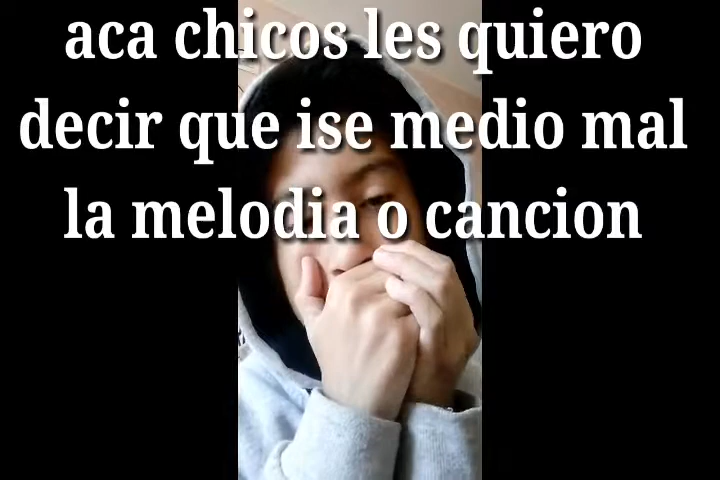 aca chicos les quiero
decir que ise medio mal
la melodia o cancion